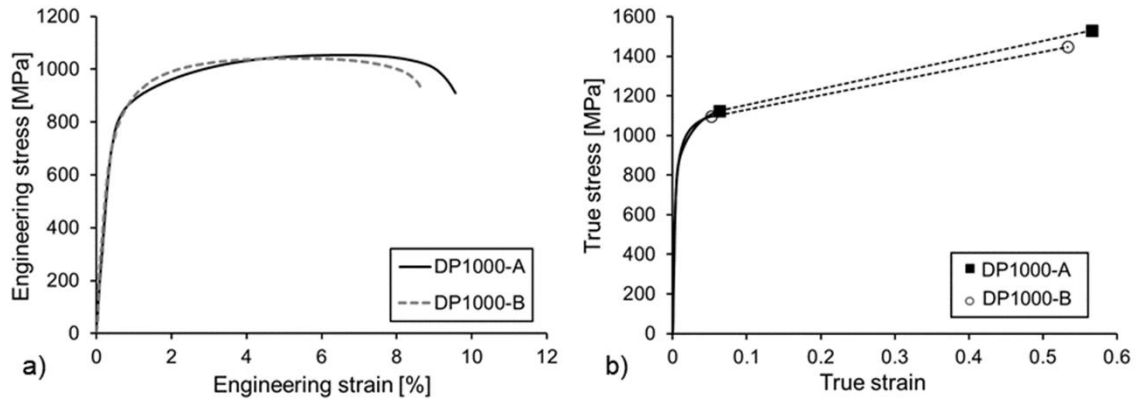 1200
1000
800
600
400
200
0
Engineering stress [MPa]
DP1000-A
DP1000-B
0 2 4 6 8 10 12
a)
Engineering strain [%]
1600
1400
1200
1000
800
600
400
200
0
True stress [MPa]
DP1000-A
DP1000-B
0 0.1 0.2 0.3 0.4 0.5 0.6
b)
True strain